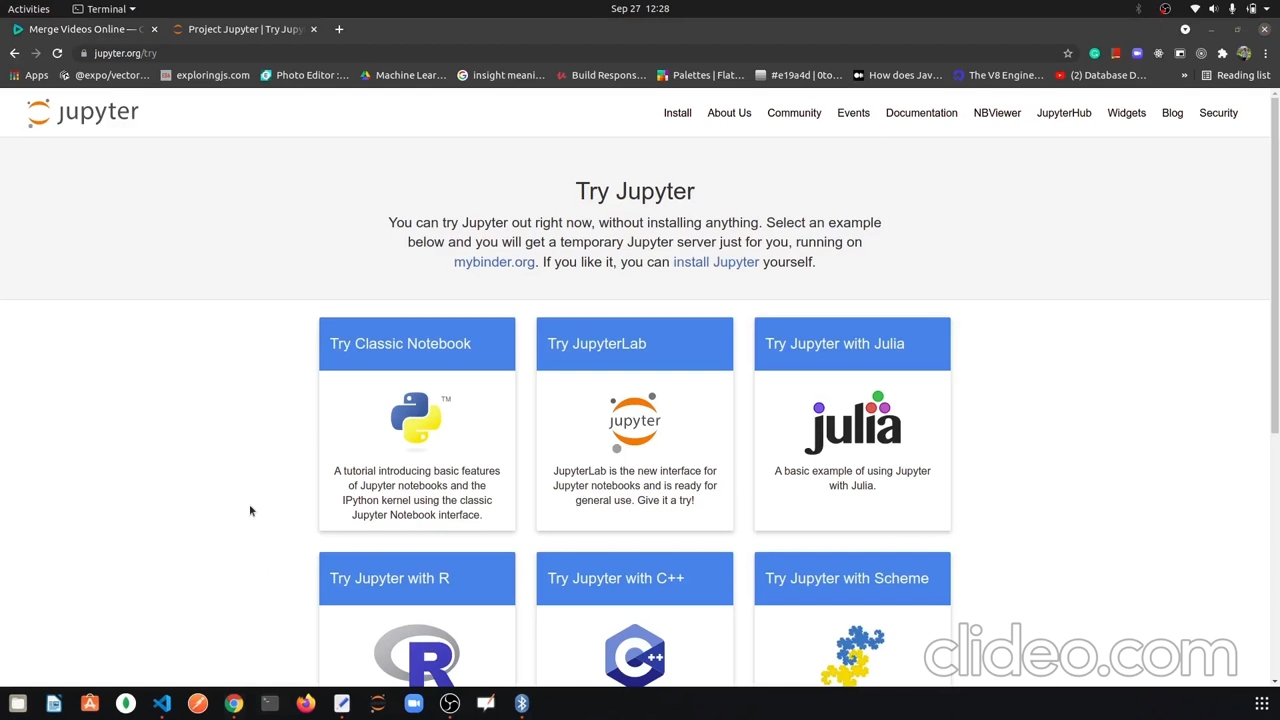 Activities
Terminal
Sep 27 12:28
Merge Videos Online — C
Project Jupyter | Try Jupy
jupyter.org/try
Apps
@expo/vector...
exploringjs.com
Photo Editor :...
Machine Lear...
insight meani...
Build Respons...
Palettes | Flat...
#e19a4d | 0to...
How does Jav...
The V8 Engine...
(2) Database D...
»
Reading list
jupyter
Install
About Us
Community
Events
Documentation
NBViewer
JupyterHub
Widgets
Blog
Security
Try Jupyter
You can try Jupyter out right now, without installing anything. Select an example
below and you will get a temporary Jupyter server just for you, running on
mybinder.org. If you like it, you can install Jupyter yourself.
Try Classic Notebook
TM
A tutorial introducing basic features
of Jupyter notebooks and the
IPython kernel using the classic
Jupyter Notebook interface.
Try JupyterLab
jupyter
JupyterLab is the new interface for
Jupyter notebooks and is ready for
general use. Give it a try!
Try Jupyter with Julia
julia
A basic example of using Jupyter
with Julia.
Try Jupyter with R
R
Try Jupyter with C++
C++
Try Jupyter with Scheme
clideo.com